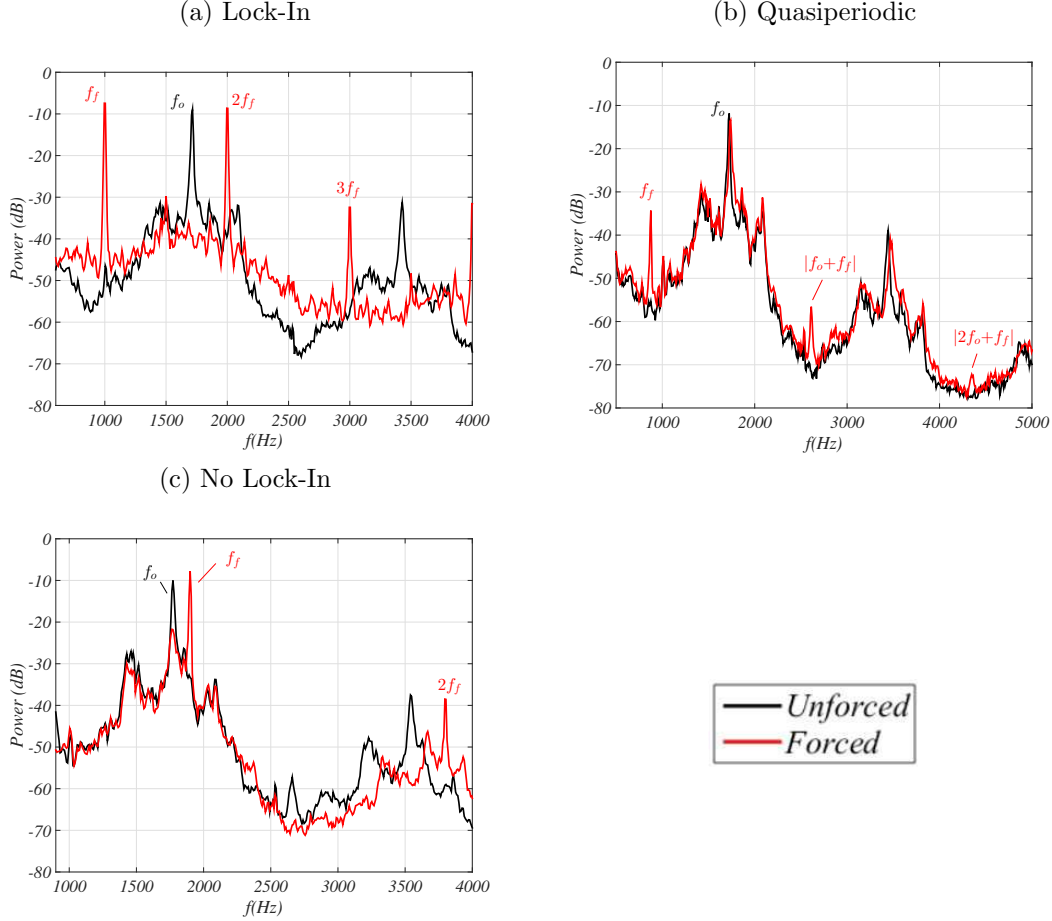 (a) Lock-In
0
-10
-20
-30
-40
-50
-60
-70
-80
Power (dB)
f_f
f_o
2f_f
3f_f
1000 1500 2000 2500 3000 3500 4000
f(Hz)
(b) Quasiperiodic
0
-10
-20
-30
-40
-50
-60
-70
-80
Power (dB)
f_o
f_f
|f_o+f_f|
|2f_o+f_f|
1000 2000 3000 4000 5000
f(Hz)
(c) No Lock-In
0
-10
-20
-30
-40
-50
-60
-70
-80
Power (dB)
f_o
f_f
2f_f
1000 1500 2000 2500 3000 3500 4000
f(Hz)
Unforced
Forced